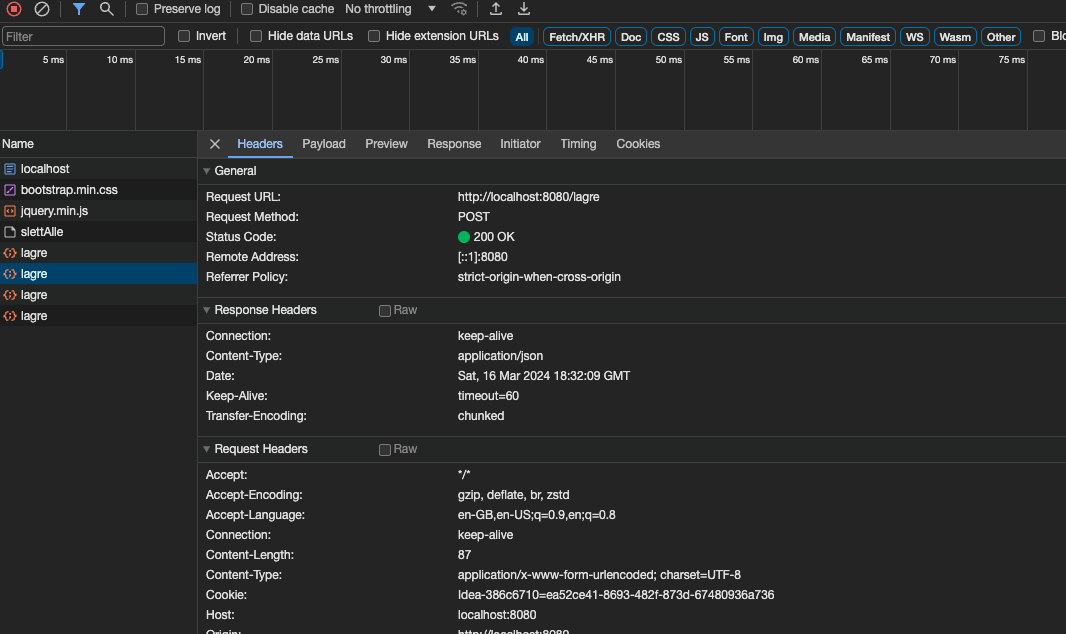 Preserve log Disable cache No throttling
Filter Invert Hide data URLs Hide extension URLs All Fetch/XHR Doc CSS JS Font Img Media Manifest WS Wasm Other Blo
5 ms 10 ms 15 ms 20 ms 25 ms 30 ms 35 ms 40 ms 45 ms 50 ms 55 ms 60 ms 65 ms 70 ms 75 ms
Name
localhost
bootstrap.min.css
jquery.min.js
slettAlle
lagre
lagre
lagre
lagre
Headers Payload Preview Response Initiator Timing Cookies
General
Request URL: http://localhost:8080/lagre
Request Method: POST
Status Code: 200 OK
Remote Address: [::1]:8080
Referrer Policy: strict-origin-when-cross-origin
Response Headers Raw
Connection: keep-alive
Content-Type: application/json
Date: Sat, 16 Mar 2024 18:32:09 GMT
Keep-Alive: timeout=60
Transfer-Encoding: chunked
Request Headers Raw
Accept: */*
Accept-Encoding: gzip, deflate, br, zstd
Accept-Language: en-GB,en-US;q=0.9,en;q=0.8
Connection: keep-alive
Content-Length: 87
Content-Type: application/x-www-form-urlencoded; charset=UTF-8
Cookie: Idea-386c6710=ea52ce41-8693-482f-873d-67480936a736
Host: localhost:8080
Origin: http://localhost:8080